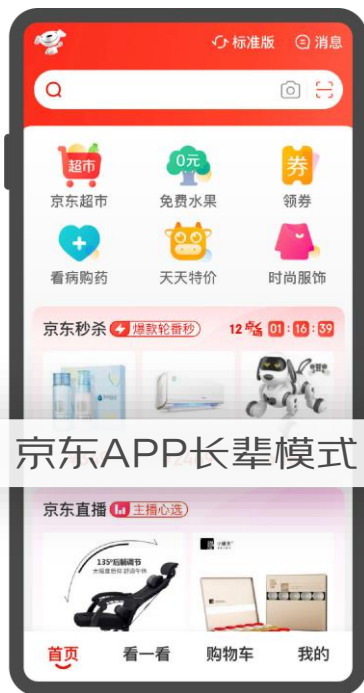 标准版 消息
超市 0元 券
京东超市 免费水果 领券
看病购药 天天特价 时尚服饰
京东秒杀 爆款轮番秒 12点场 01:16:39
京东APP长辈模式
京东直播 主播心选
135°后躺调节
首页 看一看 购物车 我的